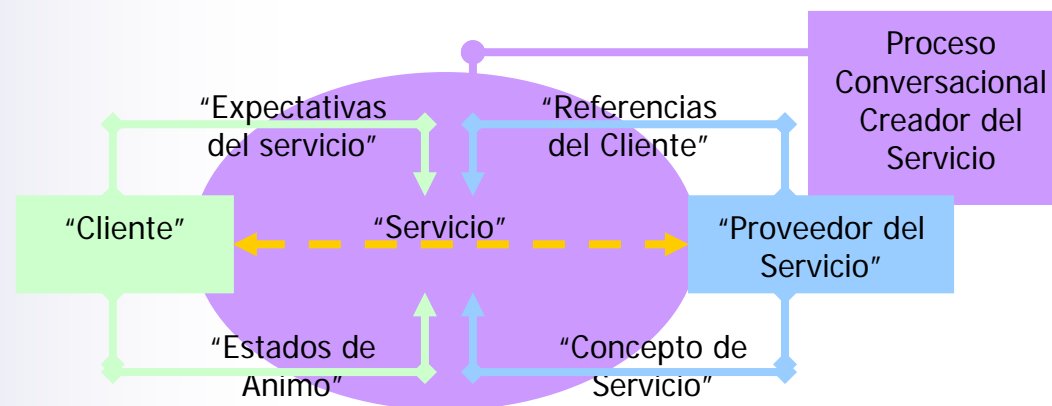 Proceso
Conversacional
Creador del
Servicio
“Expectativas
del servicio”
“Referencias
del Cliente”
“Cliente”
“Servicio”
“Proveedor del
Servicio”
“Estados de
Animo”
“Concepto de
Servicio”